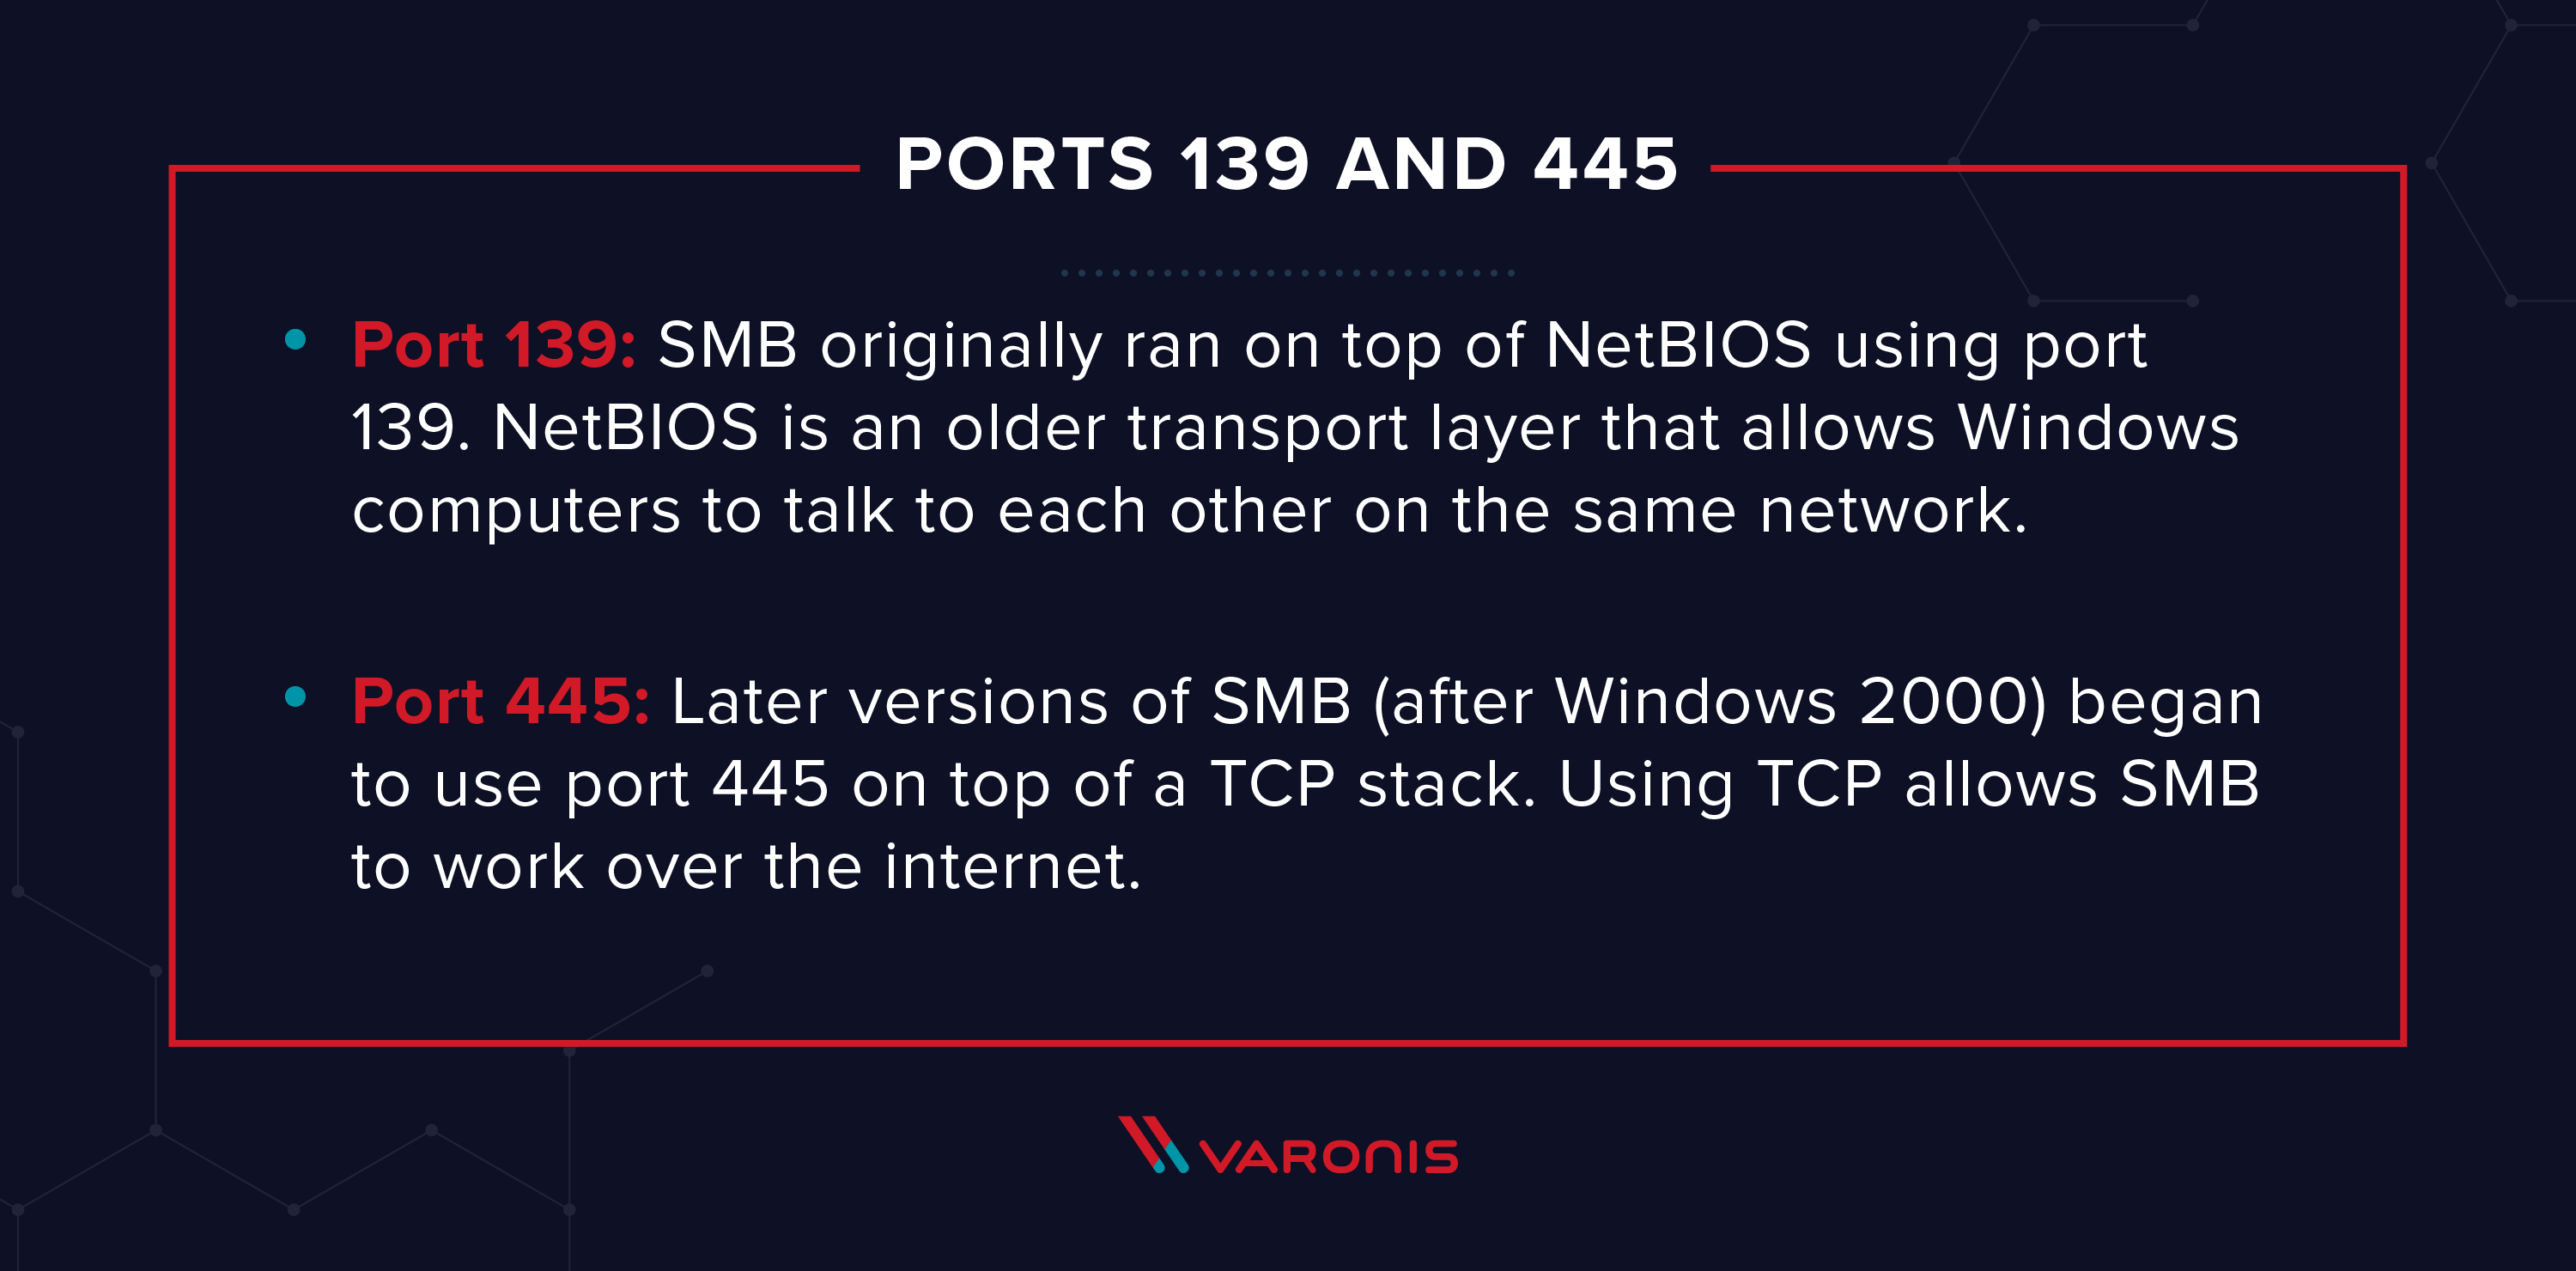 PORTS 139 AND 445
• Port 139: SMB originally ran on top of NetBIOS using port
139. NetBIOS is an older transport layer that allows Windows
computers to talk to each other on the same network.
• Port 445: Later versions of SMB (after Windows 2000) began
to use port 445 on top of a TCP stack. Using TCP allows SMB
to work over the internet.
VARONIS